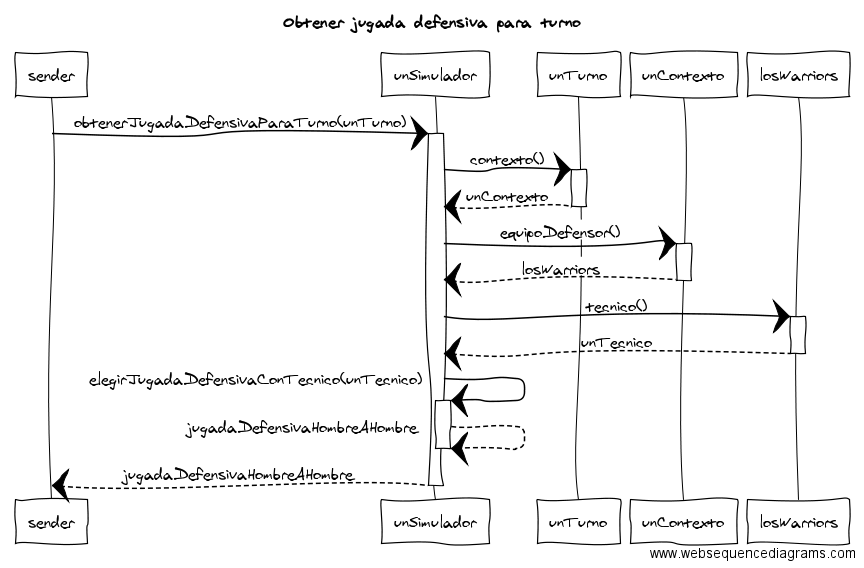 Obtener jugada defensiva para turno
sender
unSimulador
unTurno
unContexto
losWarriors
obtenerJugadaDefensivaParaTurno(unTurno)
contexto()
unContexto
equipoDefensor()
losWarriors
tecnico()
unTecnico
elegirJugadaDefensivaConTecnico(unTecnico)
jugadaDefensivaHombreAHombre
jugadaDefensivaHombreAHombre
sender
unSimulador
unTurno
unContexto
losWarriors
www.websequencediagrams.com